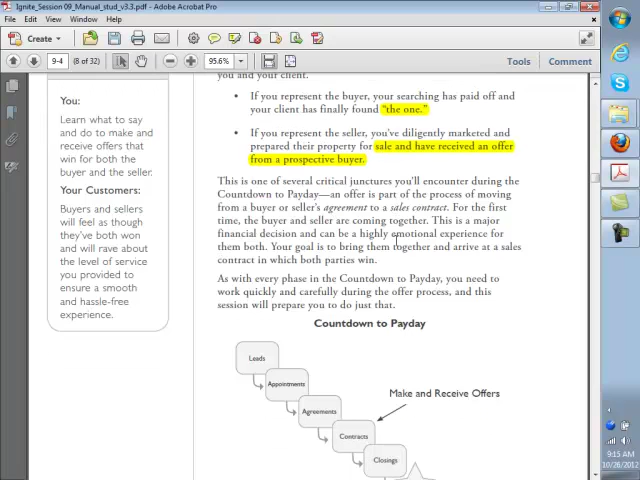 Ignite_Session 09_Manual_stud_v3.3.pdf - Adobe Acrobat Pro
File Edit View Window Help
Create
9-4 (8 of 32) 95.6% Tools Comment
you and your client.
• If you represent the buyer, your searching has paid off and
your client has finally found “the one.”
• If you represent the seller, you’ve diligently marketed and
prepared their property for sale and have received an offer
from a prospective buyer.
This is one of several critical junctures you’ll encounter during the
Countdown to Payday—an offer is part of the process of moving
from a buyer or seller’s agreement to a sales contract. For the first
time, the buyer and seller are coming together. This is a major
financial decision and can be a highly emotional experience for
them both. Your goal is to bring them together and arrive at a sales
contract in which both parties win.
As with every phase in the Countdown to Payday, you need to
work quickly and carefully during the offer process, and this
session will prepare you to do just that.
You:
Learn what to say
and do to make and
receive offers that
win for both the
buyer and the seller.
Your Customers:
Buyers and sellers
will feel as though
they’ve both won
and will rave about
the level of service
you provided to
ensure a smooth
and hassle-free
experience.
Countdown to Payday
Leads
Appointments
Agreements
Contracts
Closings
Make and Receive Offers
9:15 AM
10/26/2012